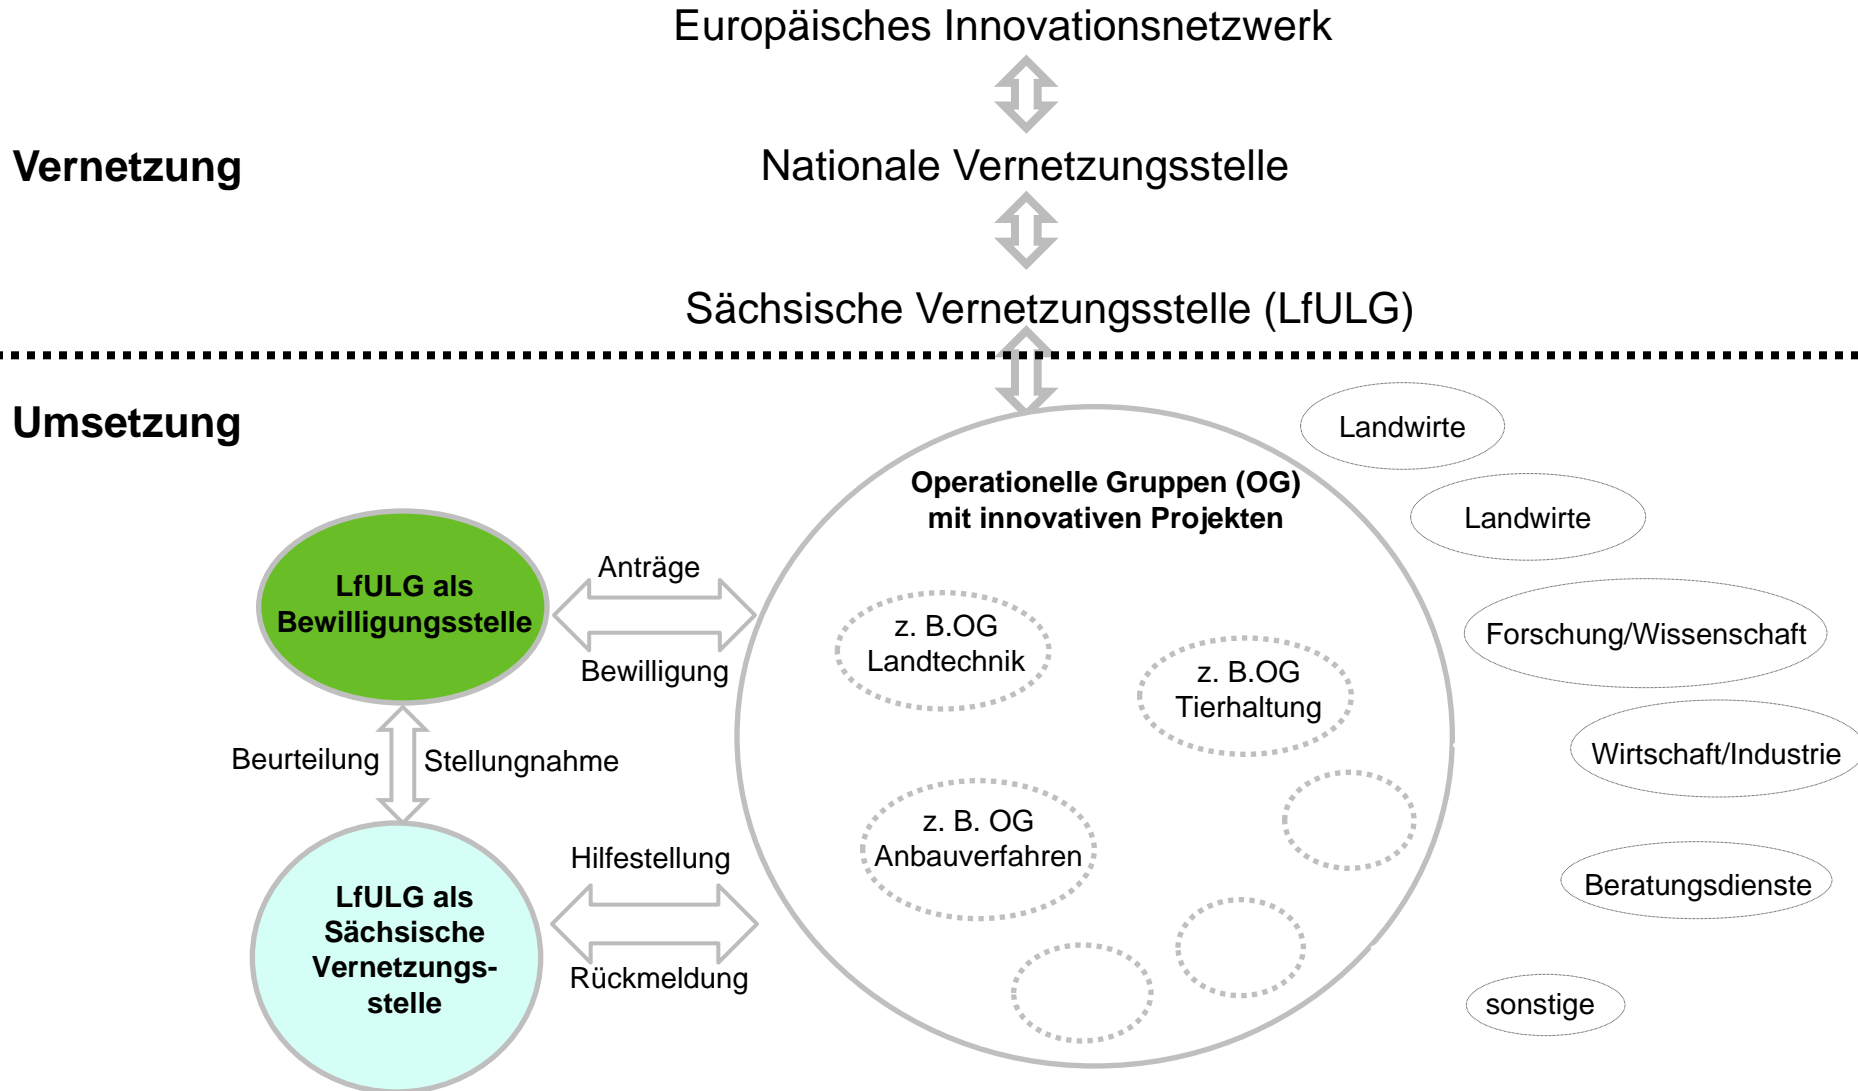 Europäisches Innovationsnetzwerk
Vernetzung
Nationale Vernetzungsstelle
Sächsische Vernetzungsstelle (LfULG)
Umsetzung
Operationelle Gruppen (OG)
mit innovativen Projekten
LfULG als
Bewilligungsstelle
Anträge
Bewilligung
Beurteilung
Stellungnahme
LfULG als
Sächsische
Vernetzungs-
stelle
Hilfestellung
Rückmeldung
z. B.OG
Landtechnik
z. B.OG
Tierhaltung
z. B. OG
Anbauverfahren
Landwirte
Landwirte
Forschung/Wissenschaft
Wirtschaft/Industrie
Beratungsdienste
sonstige